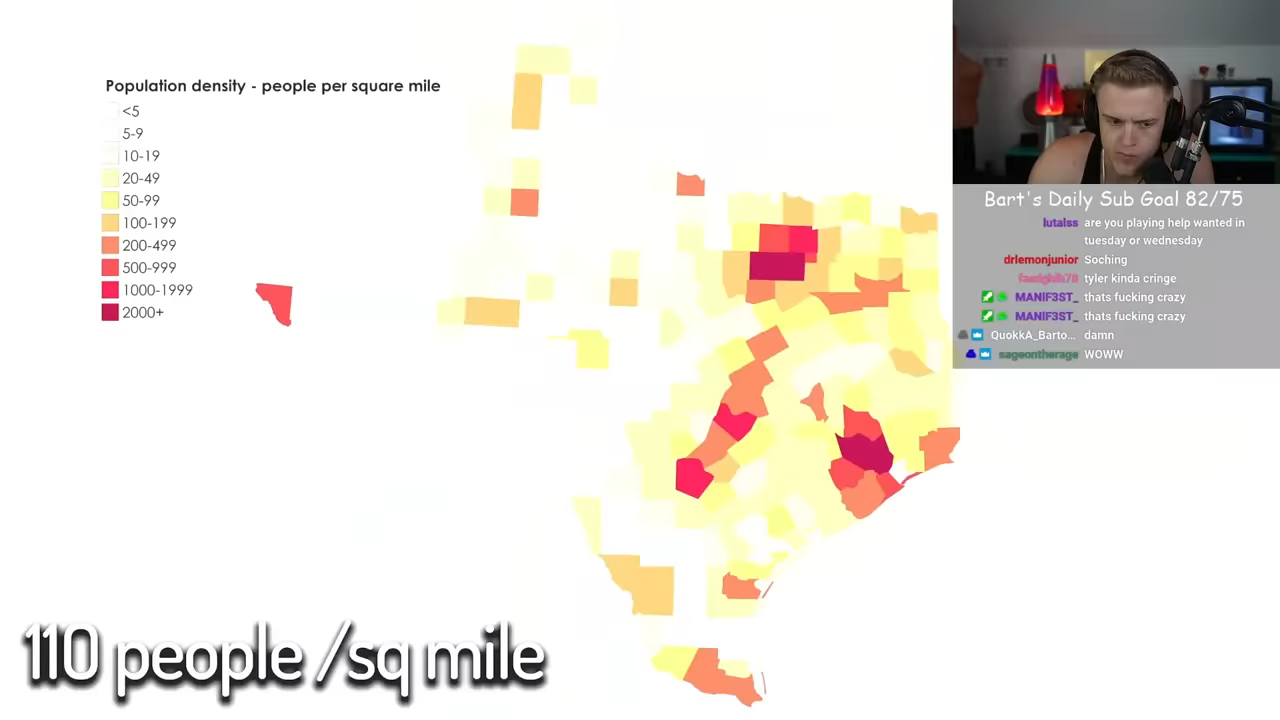 Population density - people per square mile
<5
5-9
10-19
20-49
50-99
100-199
200-499
500-999
1000-1999
2000+
110 people /sq mile
Bart's Daily Sub Goal 82/75
lutalss are you playing help wanted in
tuesday or wednesday
drlemonjunior Soching
tyler kinda cringe
MANIF3ST_ thats fucking crazy
MANIF3ST_ thats fucking crazy
QuokkA_Barto... damn
sageontherage WOWW